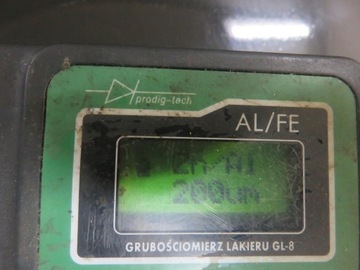 prodig-tech
AL/FE
200um
GRUBOŚCIOMIERZ LAKIERU GL-8